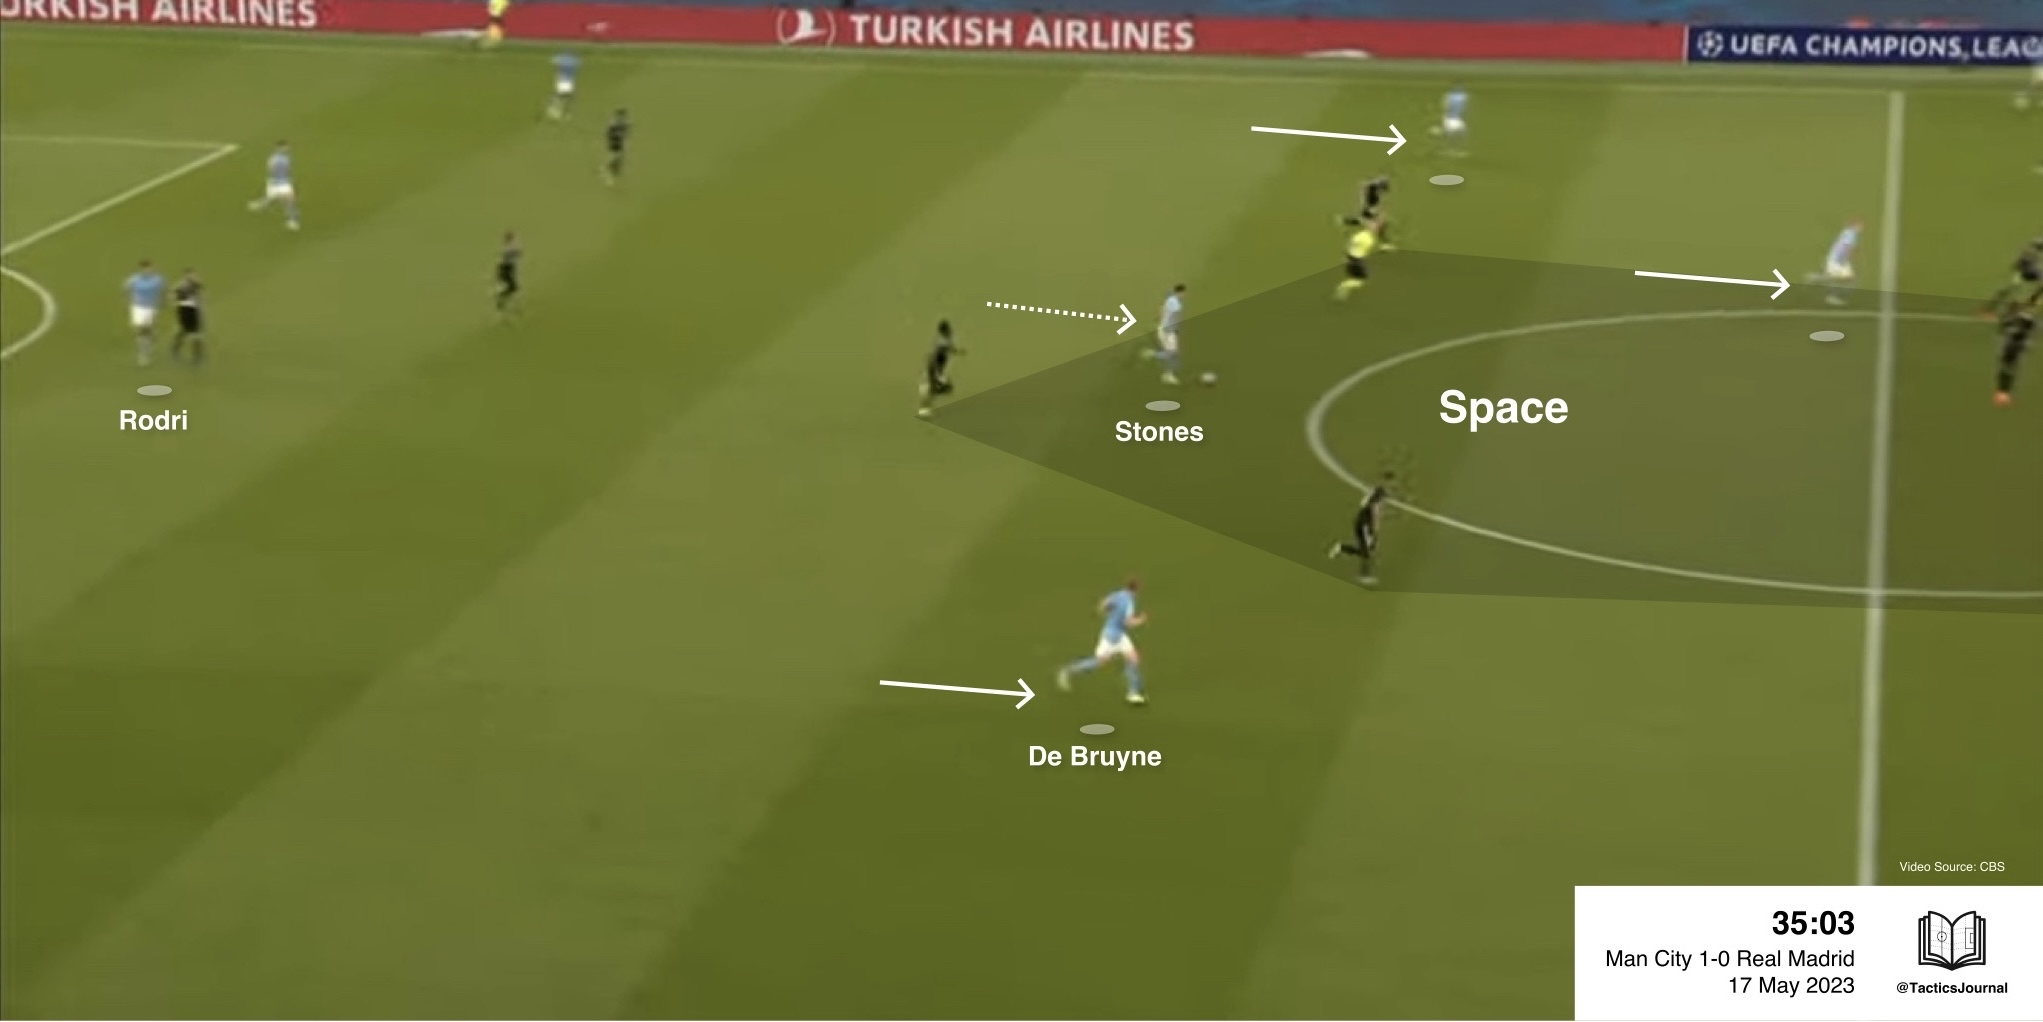 URKISH AIRLINES
TURKISH AIRLINES
UEFA CHAMPIONS LEAG
Rodri
Stones
Space
De Bruyne
Video Source: CBS
35:03
Man City 1-0 Real Madrid
17 May 2023
@TacticsJournal